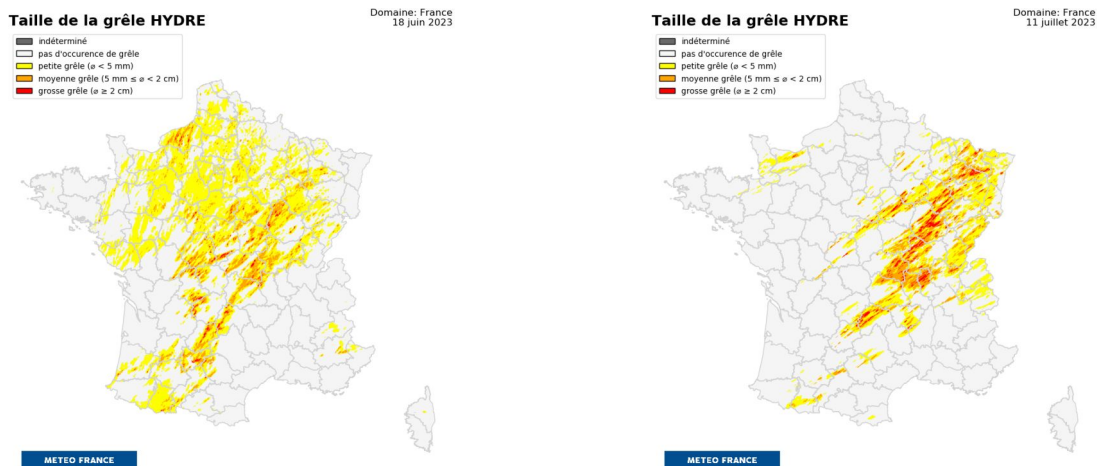 Taille de la grêle HYDRE
Domaine: France
18 juin 2023
indéterminé
pas d'occurence de grêle
petite grêle (ø < 5 mm)
moyenne grêle (5 mm ≤ ø < 2 cm)
grosse grêle (ø ≥ 2 cm)
METEO FRANCE
Taille de la grêle HYDRE
Domaine: France
11 juillet 2023
indéterminé
pas d'occurence de grêle
petite grêle (ø < 5 mm)
moyenne grêle (5 mm ≤ ø < 2 cm)
grosse grêle (ø ≥ 2 cm)
METEO FRANCE